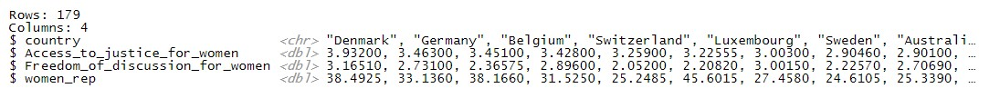 Rows: 179
Columns: 4
$ country                         <chr> "Denmark", "Germany", "Belgium", "Switzerland", "Luxembourg", "Sweden", "Australi…
$ Access_to_justice_for_women     <dbl> 3.93200, 3.46300, 3.45100, 3.42800, 3.25900, 3.22555, 3.00300, 2.90460, 2.90100, …
$ Freedom_of_discussion_for_women <dbl> 3.16510, 2.73100, 2.36575, 2.89600, 2.05200, 2.20820, 3.00150, 2.22570, 2.70690, …
$ women_rep                       <dbl> 38.4925, 33.1360, 38.1660, 31.5250, 25.2485, 45.6015, 27.4580, 24.6105, 25.3390, …